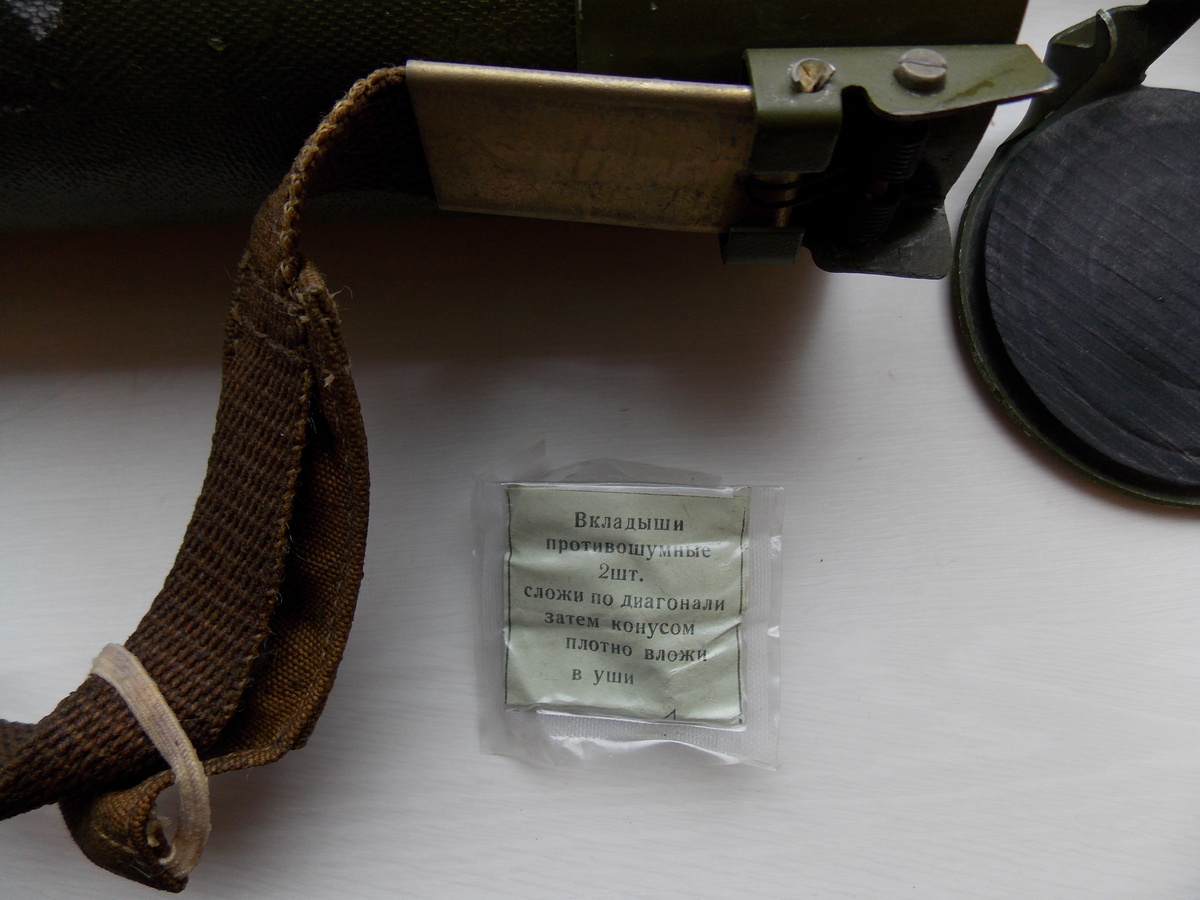 Вкладыши
противошумные
2шт.
сложи по диагонали
затем конусом
плотно вложи
в уши